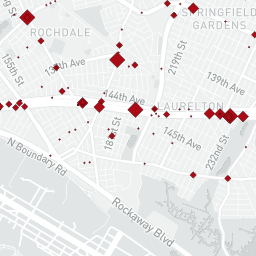 SPRINGFIELD
GARDENS
ROCHDALE
219th St
155th St
134th Ave
139th Ave
144th Ave
LAURELTON
181st St
145th Ave
232nd St
N Boundary Rd
Rockaway Blvd